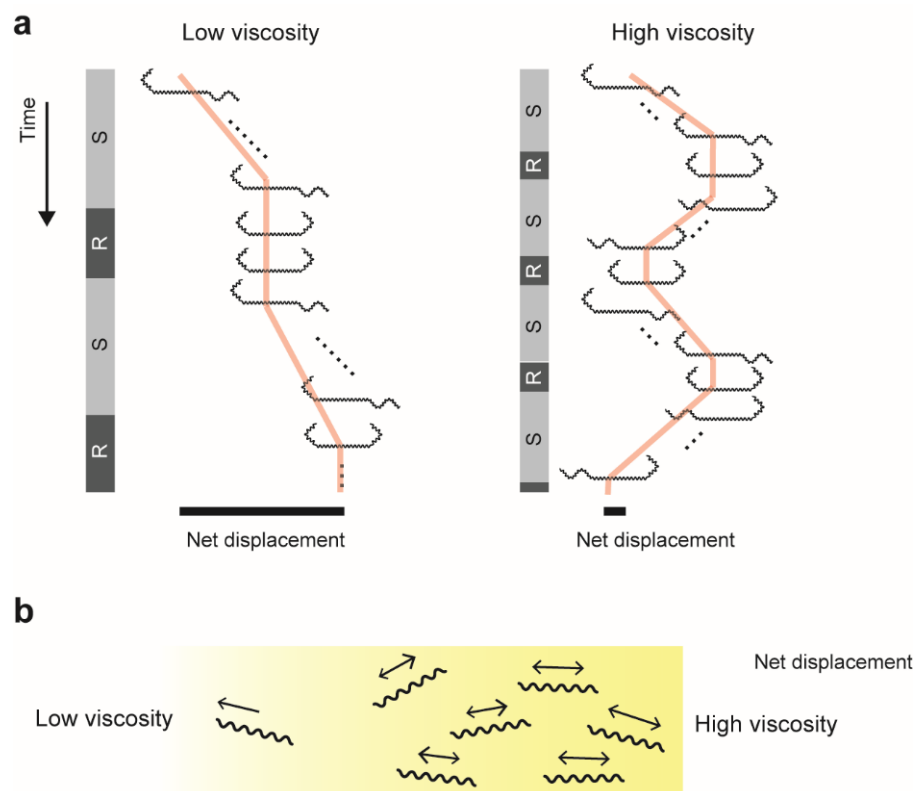 a
Low viscosity
High viscosity
Time
S
R
S
R
S
R
S
R
S
R
S
Net displacement
Net displacement
b
Net displacement
Low viscosity
High viscosity